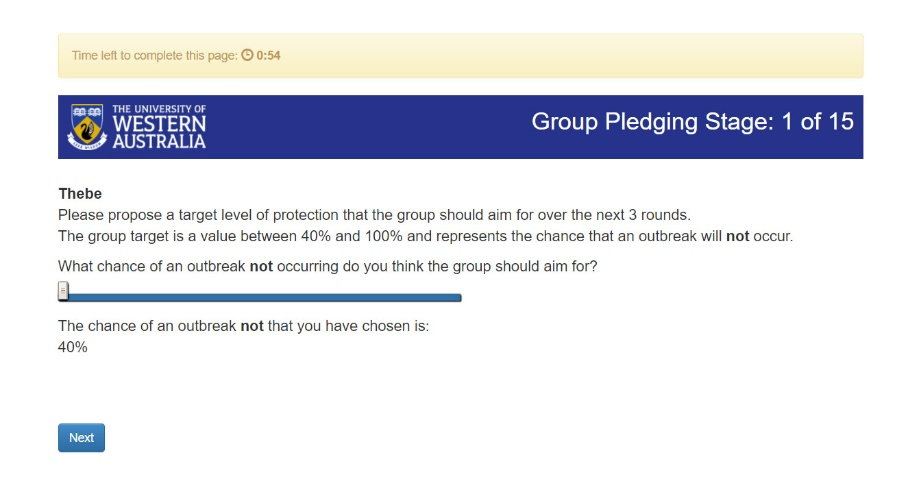 Time left to complete this page: 0:54
THE UNIVERSITY OF
WESTERN
AUSTRALIA
Group Pledging Stage: 1 of 15
Thebe
Please propose a target level of protection that the group should aim for over the next 3 rounds.
The group target is a value between 40% and 100% and represents the chance that an outbreak will not occur.
What chance of an outbreak not occurring do you think the group should aim for?
The chance of an outbreak not that you have chosen is:
40%
Next